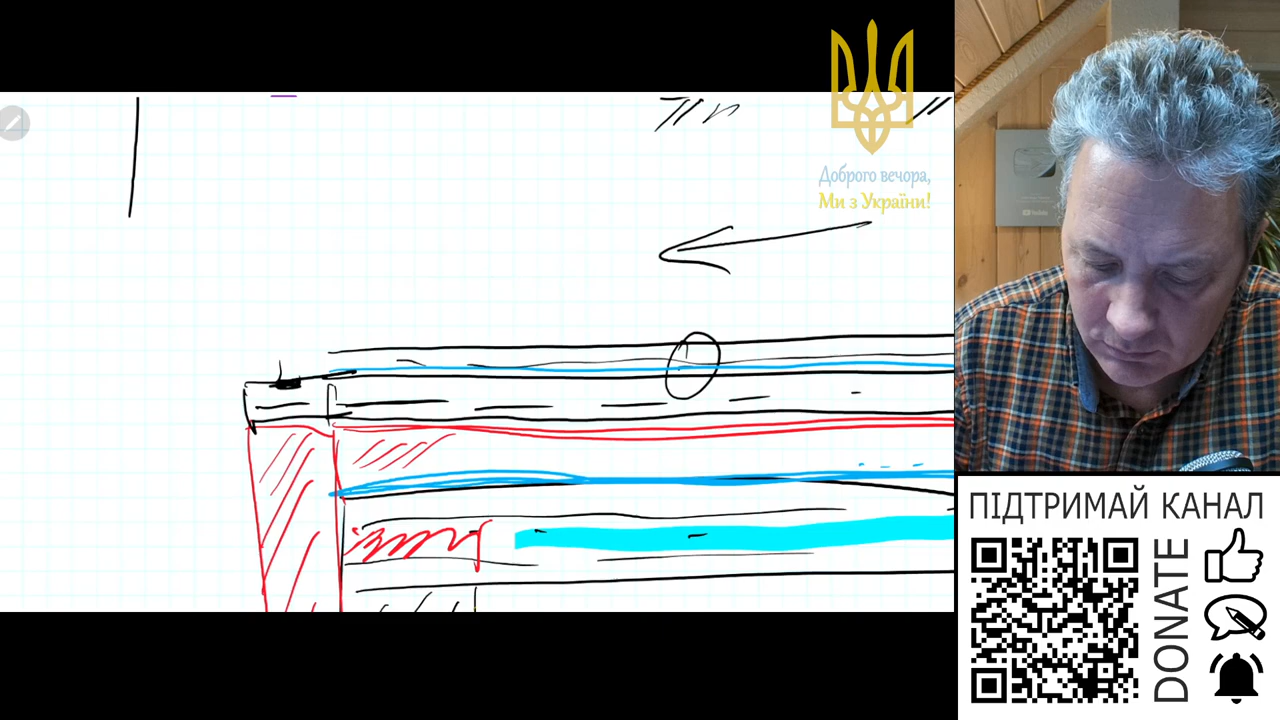 Доброго вечора,
Ми з України!
ПІДТРИМАЙ КАНАЛ
DONATE